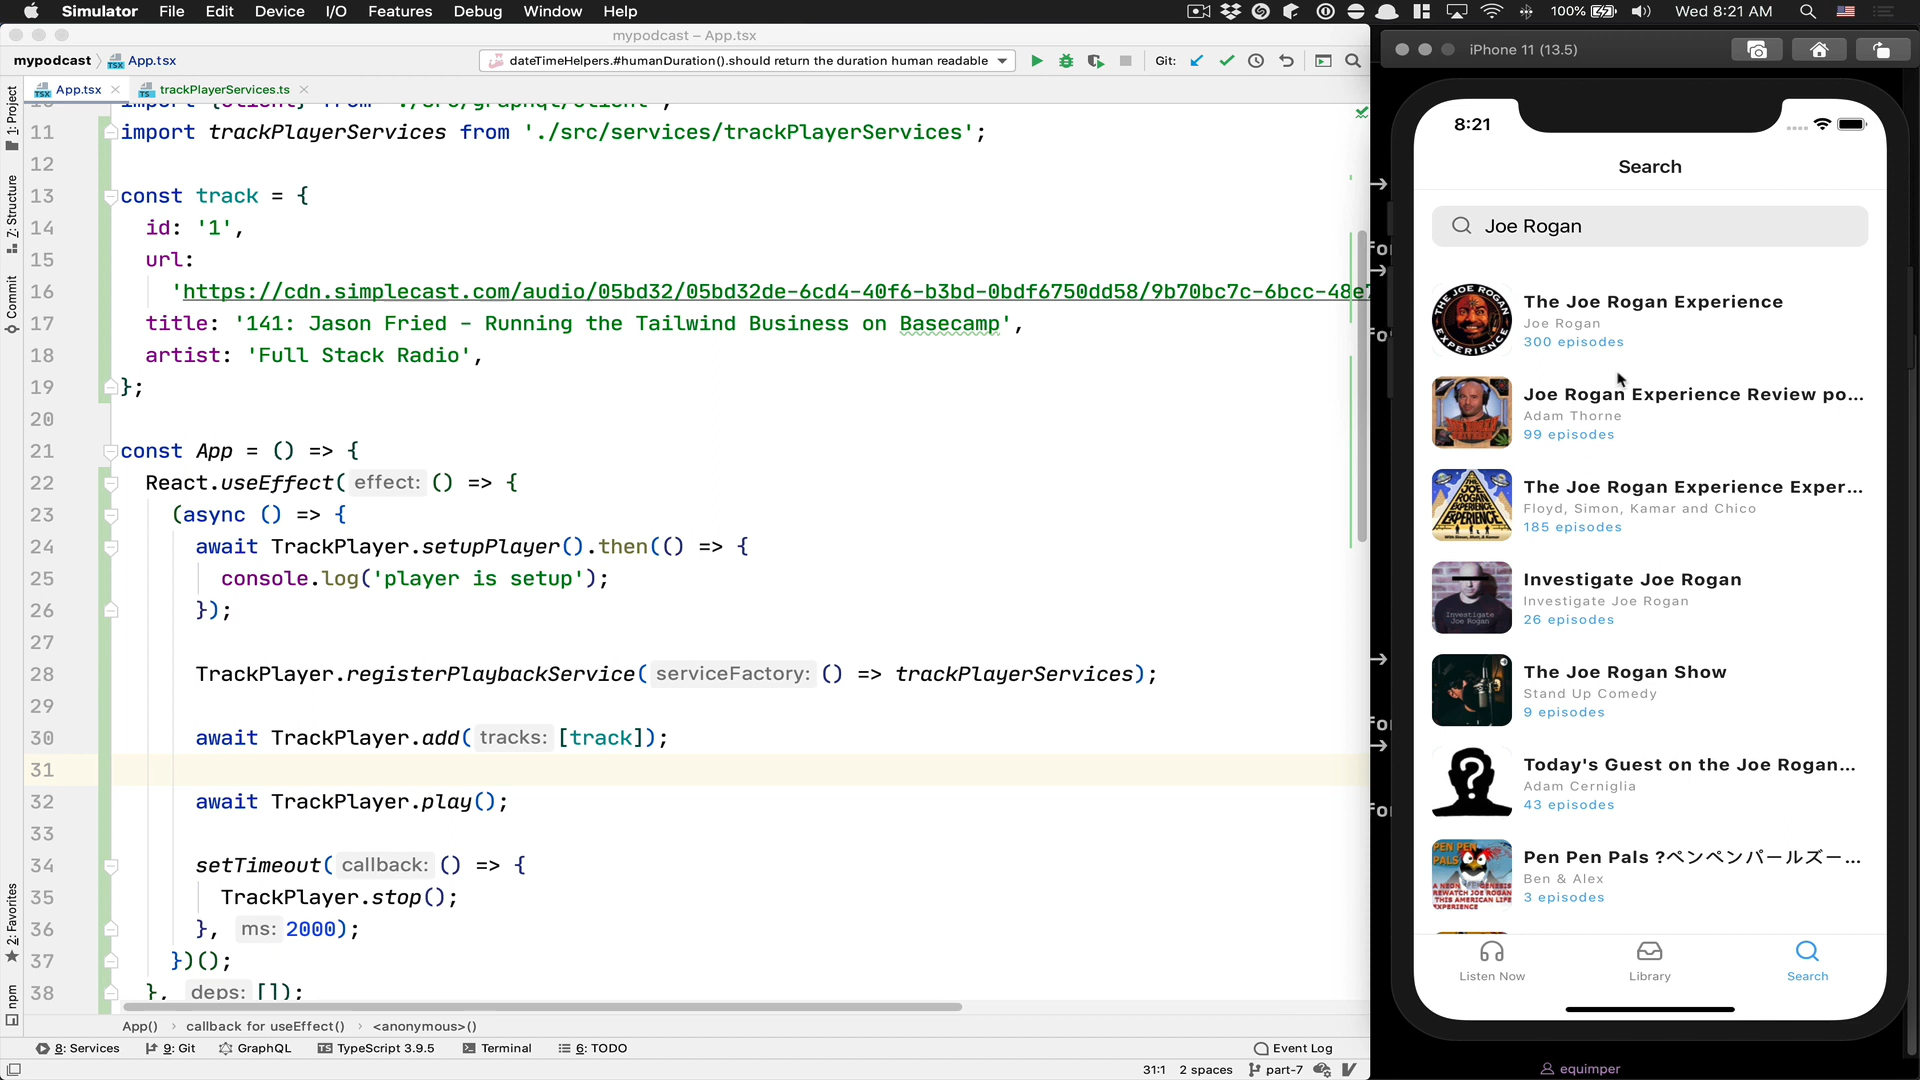 Simulator File Edit Device I/O Features Debug Window Help
100% Wed 8:21 AM
mypodcast – App.tsx
mypodcast App.tsx
dateTimeHelpers.#humanDuration().should return the duration human readable
Git:
App.tsx
trackPlayerServices.ts
1: Project
7: Structure
Commit
2: Favorites
npm
11 import trackPlayerServices from './src/services/trackPlayerServices';
12
13 const track = {
14 id: '1',
15 url:
16 'https://cdn.simplecast.com/audio/05bd32/05bd32de-6cd4-40f6-b3bd-0bdf6750dd58/9b70bc7c-6bcc-48e7
17 title: '141: Jason Fried - Running the Tailwind Business on Basecamp',
18 artist: 'Full Stack Radio',
19 };
20
21 const App = () => {
22 React.useEffect( effect: () => {
23 (async () => {
24 await TrackPlayer.setupPlayer().then(() => {
25 console.log('player is setup');
26 });
27
28 TrackPlayer.registerPlaybackService( serviceFactory: () => trackPlayerServices);
29
30 await TrackPlayer.add( tracks: [track]);
31
32 await TrackPlayer.play();
33
34 setTimeout( callback: () => {
35 TrackPlayer.stop();
36 }, ms: 2000);
37 })();
38 }, deps: []);
App() › callback for useEffect() › <anonymous>()
8: Services 9: Git GraphQL TypeScript 3.9.5 Terminal 6: TODO
Event Log
31:1 2 spaces part-7
iPhone 11 (13.5)
8:21
Search
Joe Rogan
The Joe Rogan Experience
Joe Rogan
300 episodes
Joe Rogan Experience Review po...
Adam Thorne
99 episodes
The Joe Rogan Experience Exper...
Floyd, Simon, Kamar and Chico
185 episodes
Investigate Joe Rogan
Investigate Joe Rogan
26 episodes
The Joe Rogan Show
Stand Up Comedy
9 episodes
Today's Guest on the Joe Rogan...
Adam Cerniglia
43 episodes
Pen Pen Pals ?ペンペンパールズー...
Ben & Alex
3 episodes
Listen Now
Library
Search
equimper